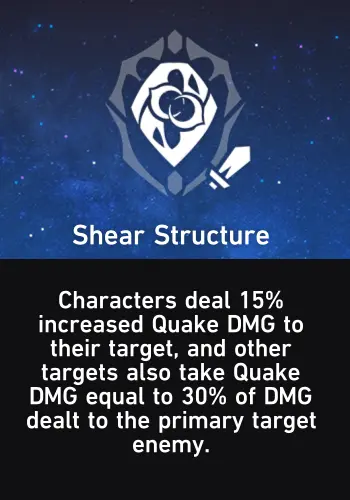 Shear Structure
Characters deal 15%
increased Quake DMG to
their target, and other
targets also take Quake
DMG equal to 30% of DMG
dealt to the primary target
enemy.